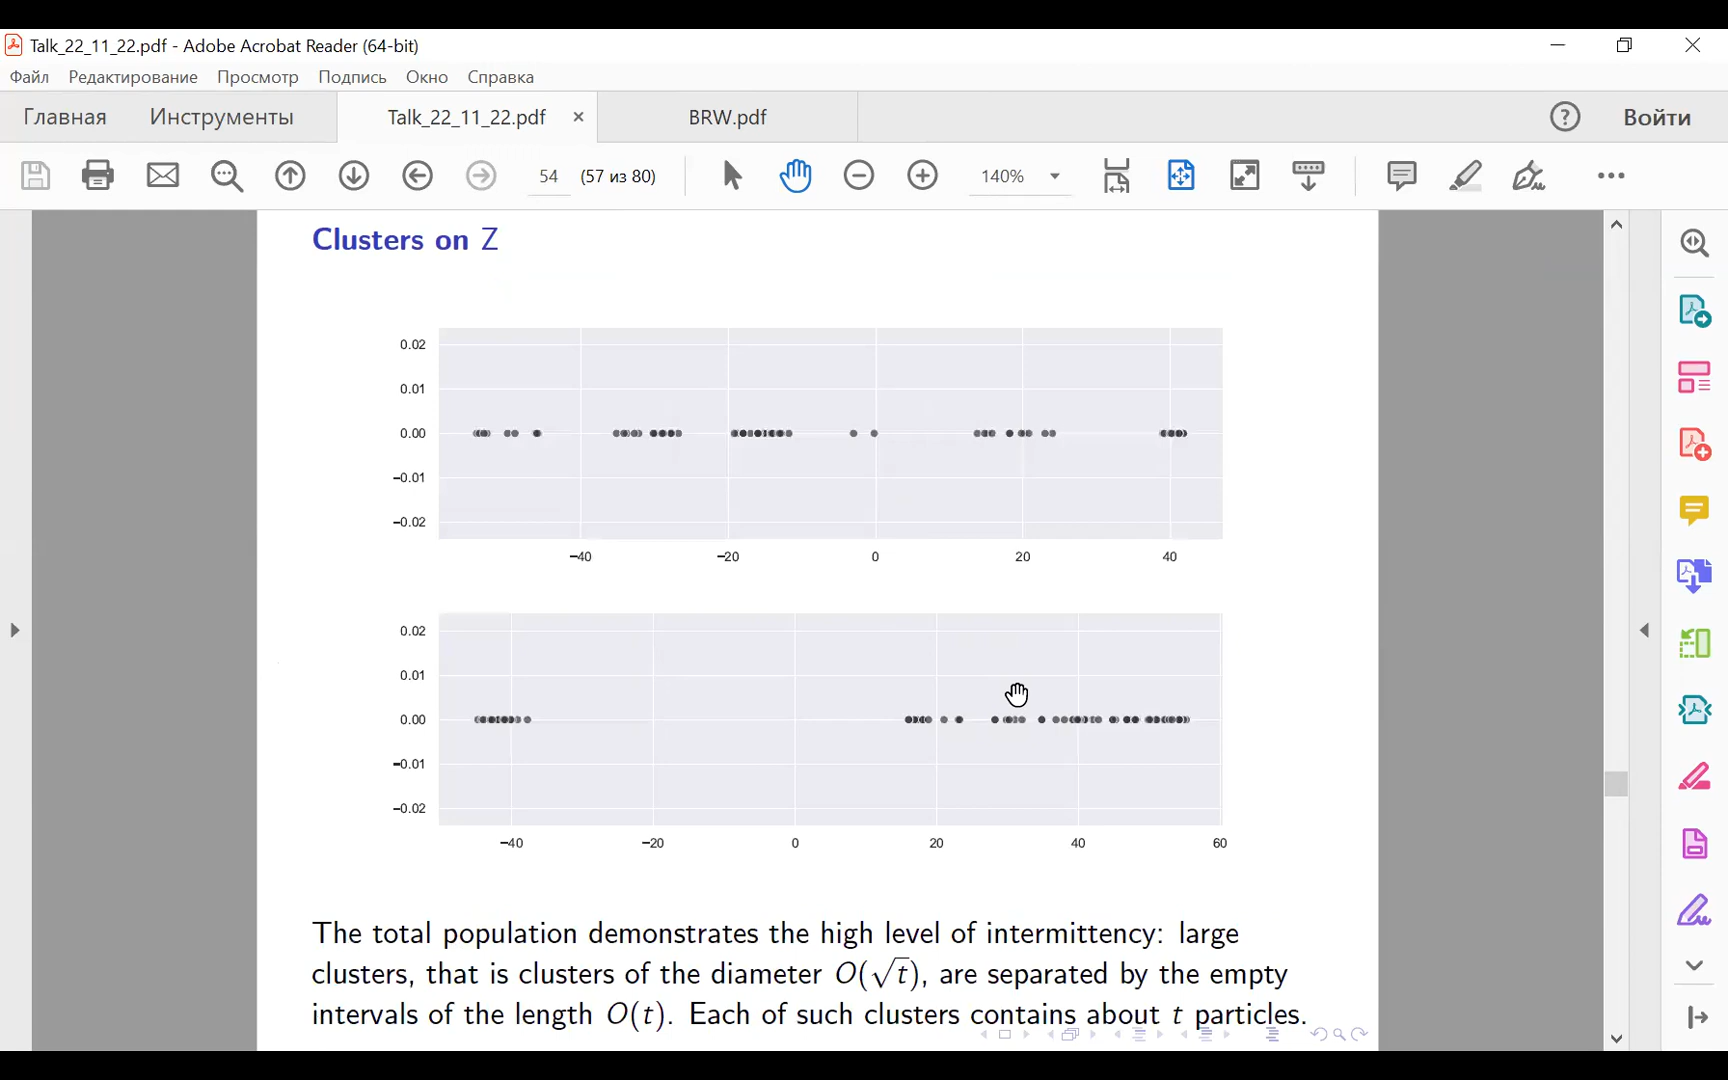 Talk_22_11_22.pdf - Adobe Acrobat Reader (64-bit)
Файл Редактирование Просмотр Подпись Окно Справка
Главная Инструменты Talk_22_11_22.pdf × BRW.pdf ? Войти
54 (57 из 80) 140%
Clusters on Z
0.02
0.01
0.00
−0.01
−0.02
−40 −20 0 20 40
0.02
0.01
0.00
−0.01
−0.02
−40 −20 0 20 40 60
The total population demonstrates the high level of intermittency: large
clusters, that is clusters of the diameter O(√t), are separated by the empty
intervals of the length O(t). Each of such clusters contains about t particles.